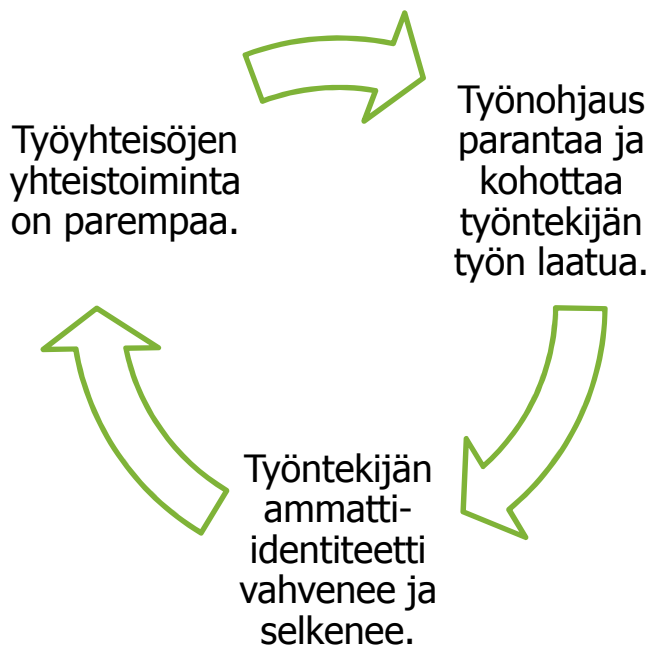 Työyhteisöjen
yhteistoiminta
on parempaa.
Työnohjaus
parantaa ja
kohottaa
työntekijän
työn laatua.
Työntekijän
ammatti-
identiteetti
vahvenee ja
selkenee.